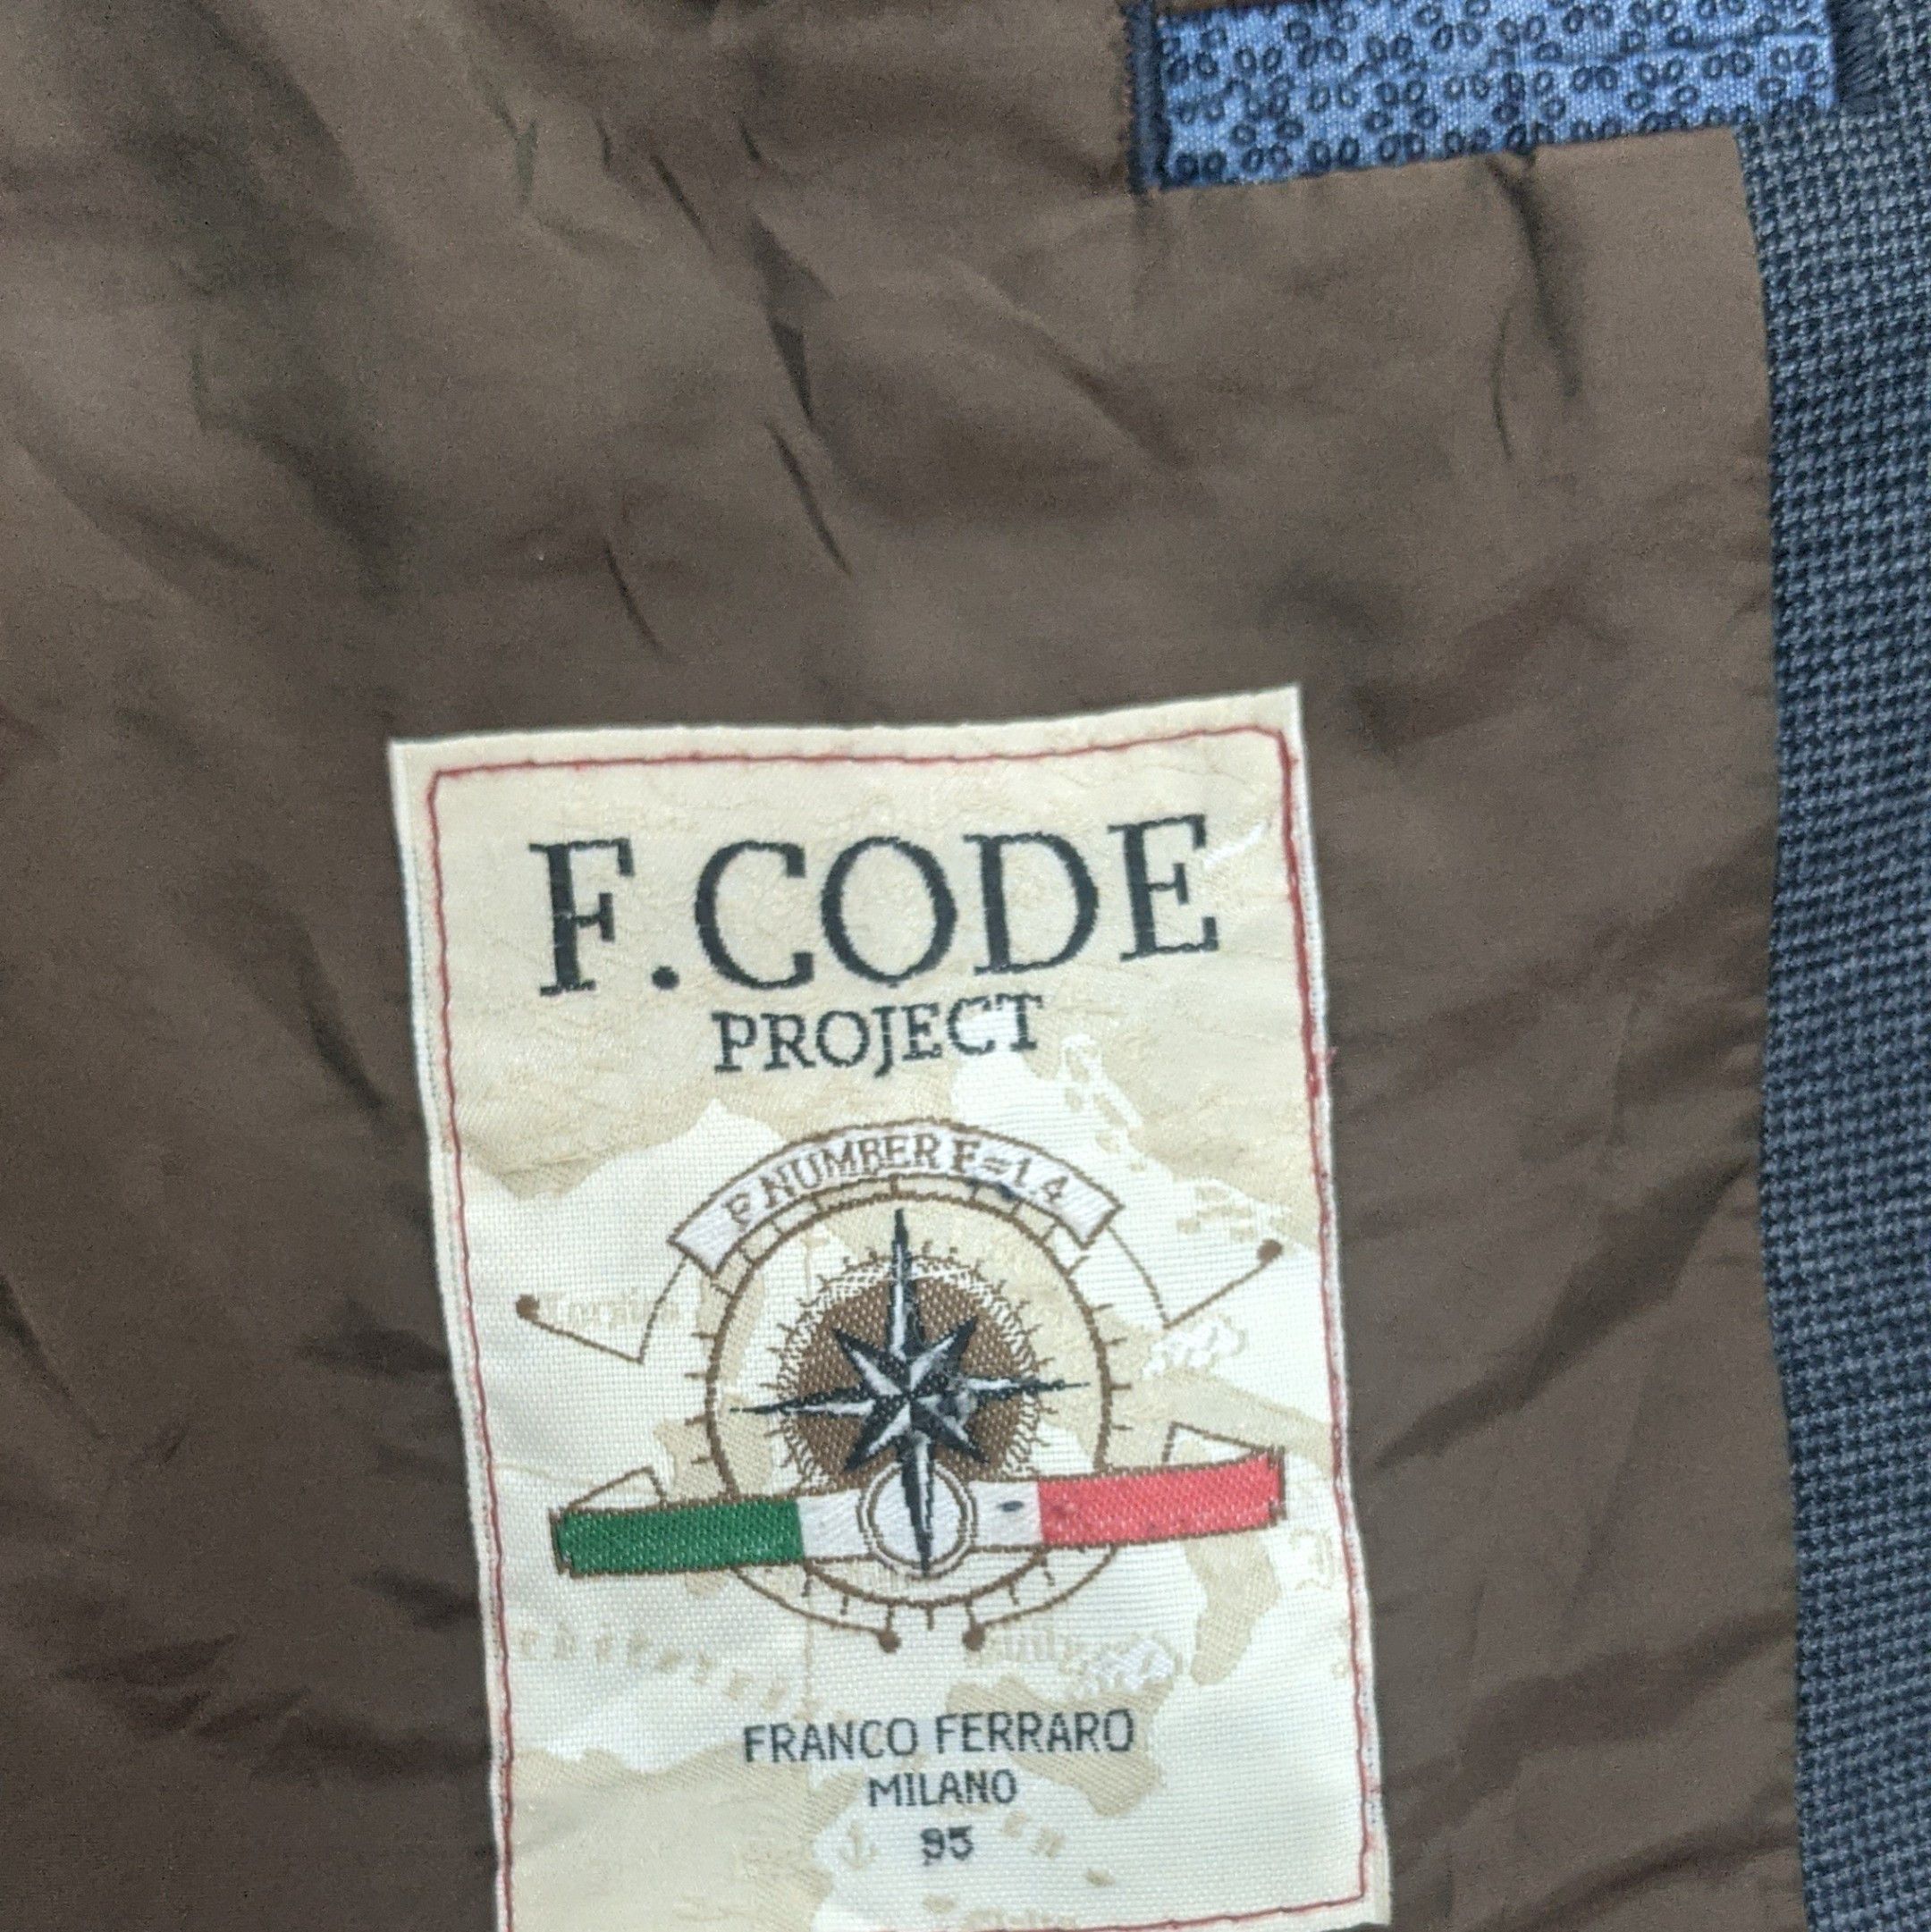 F.CODE
PROJECT
F.NUMBER F=1.4
FRANCO FERRARO
MILANO
95